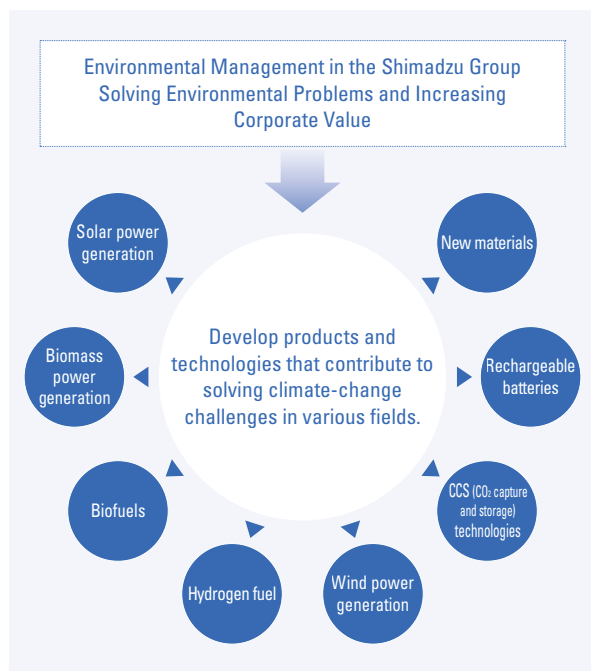 Environmental Management in the Shimadzu Group
Solving Environmental Problems and Increasing
Corporate Value
Solar power
generation
New materials
Develop products and
technologies that contribute to
solving climate-change
challenges in various fields.
Biomass
power
generation
Rechargeable
batteries
Biofuels
CCS (CO₂ capture
and storage)
technologies
Hydrogen fuel
Wind power
generation